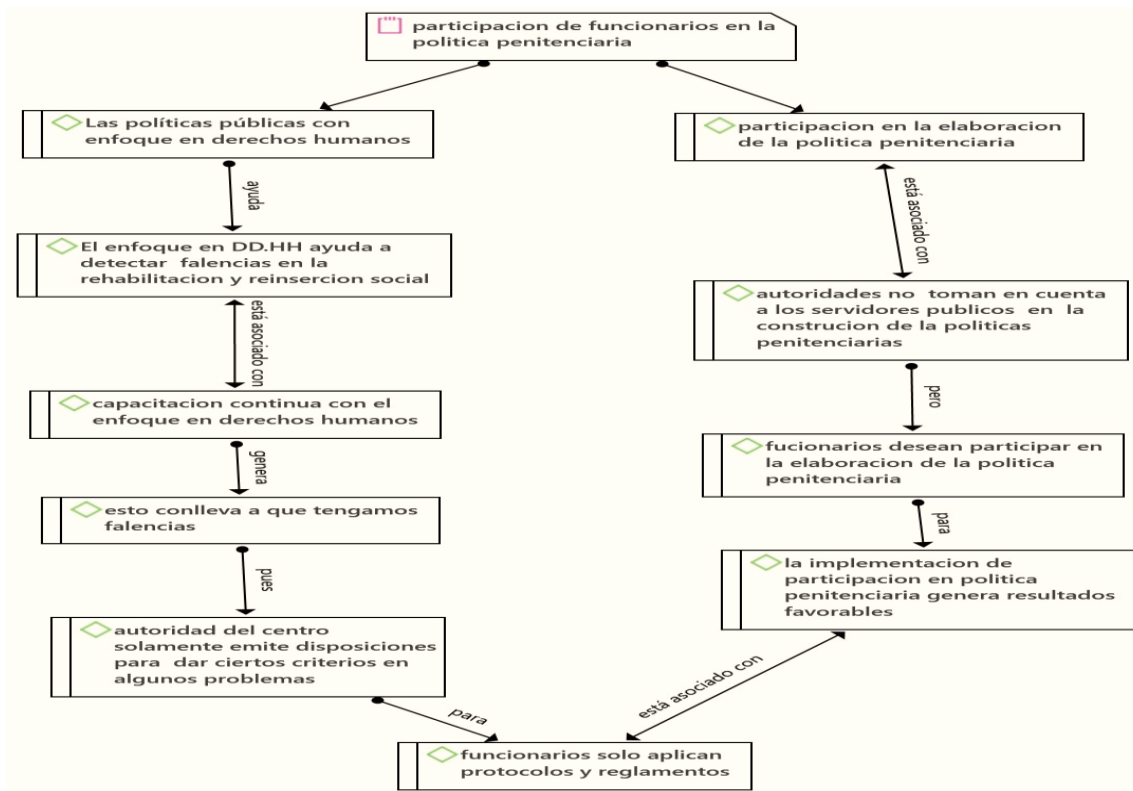 participacion de funcionarios en la
politica penitenciaria
Las políticas públicas con
enfoque en derechos humanos
ayuda
El enfoque en DD.HH ayuda a
detectar falencias en la
rehabilitacion y reinsercion social
está asociado con
capacitacion continua con el
enfoque en derechos humanos
genera
esto conlleva a que tengamos
falencias
pues
autoridad del centro
solamente emite disposiciones
para dar ciertos criterios en
algunos problemas
para
participacion en la elaboracion
de la politica penitenciaria
está asociado con
autoridades no toman en cuenta
a los servidores publicos en la
construcion de la politicas
penitenciarias
pero
fucionarios desean participar en
la elaboracion de la politica
penitenciaria
para
la implementacion de
participacion en politica
penitenciaria genera resultados
favorables
está asociado con
funcionarios solo aplican
protocolos y reglamentos